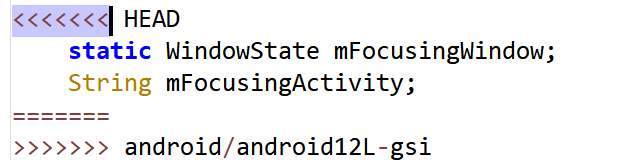 <<<<<<< HEAD
    static WindowState mFocusingWindow;
    String mFocusingActivity;
=======
>>>>>>> android/android12L-gsi